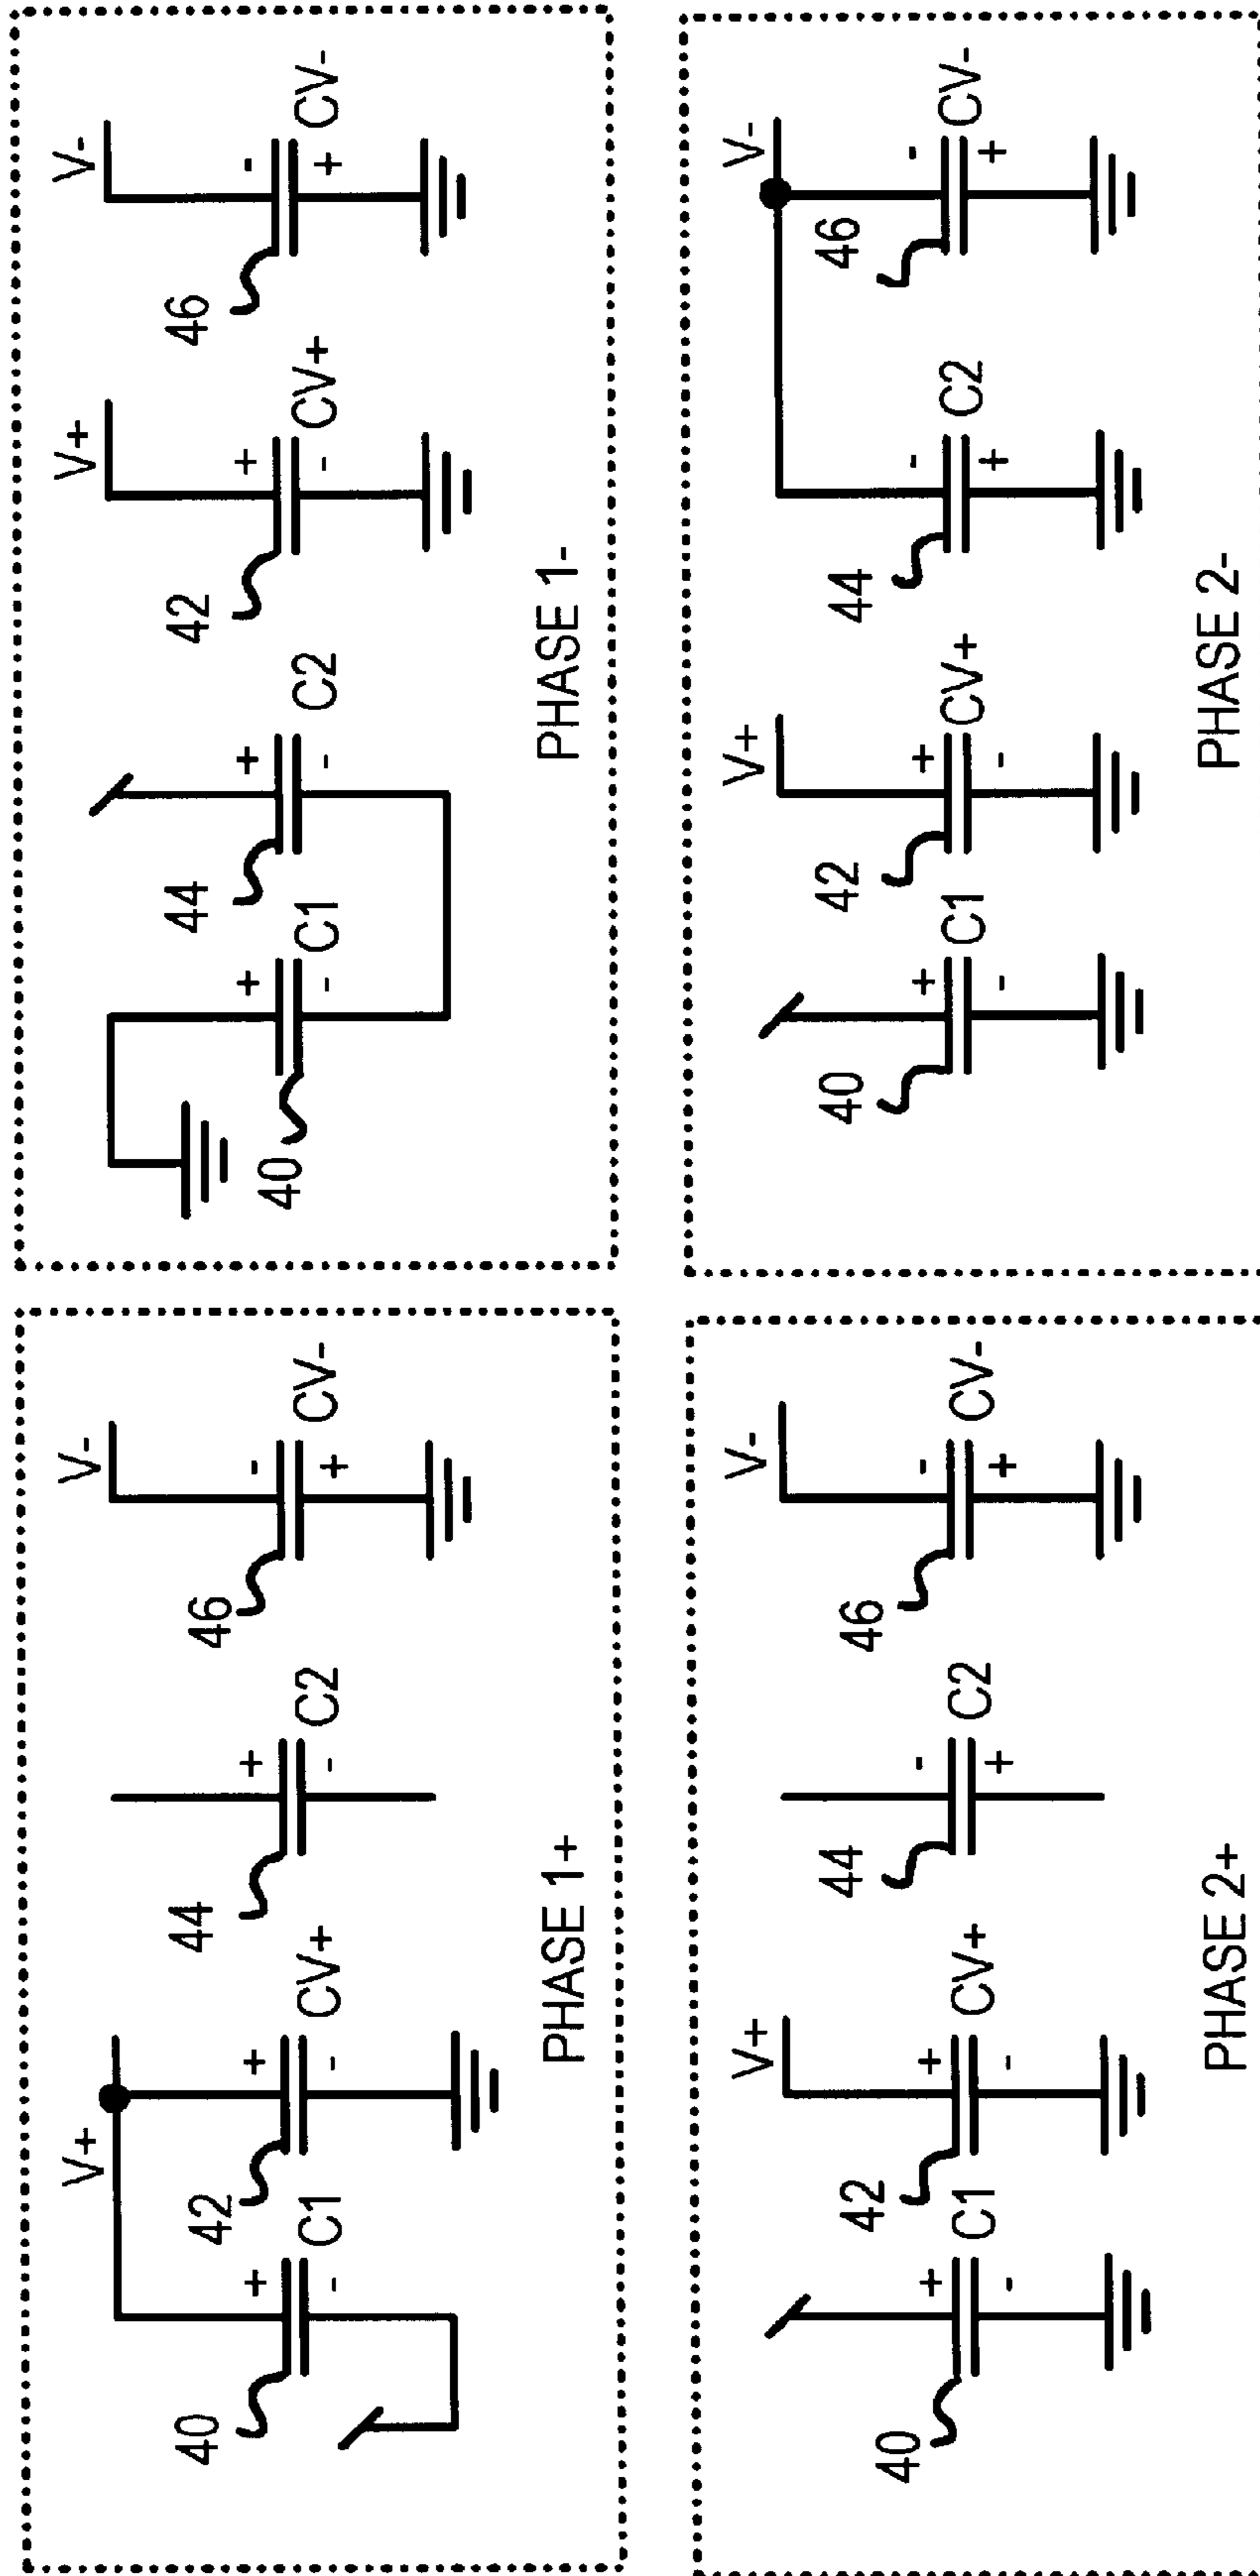 V+
V-
40
+
-
C1
42
+
-
CV+
44
+
-
C2
46
-
+
CV-
PHASE 1+
V+
V-
40
+
-
C1
44
+
-
C2
42
+
-
CV+
46
-
+
CV-
PHASE 1-
V+
V-
40
+
-
C1
42
+
-
CV+
44
-
+
C2
46
-
+
CV-
PHASE 2+
V+
V-
40
+
-
C1
42
+
-
CV+
44
-
+
C2
46
-
+
CV-
PHASE 2-